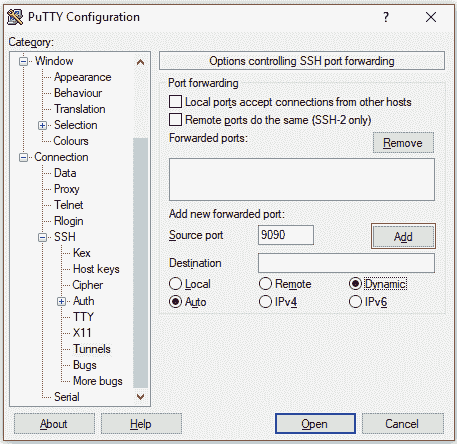 PuTTY Configuration
?
Category:
Window
Appearance
Behaviour
Translation
Selection
Colours
Connection
Data
Proxy
Telnet
Rlogin
SSH
Kex
Host keys
Cipher
Auth
TTY
X11
Tunnels
Bugs
More bugs
Serial
Options controlling SSH port forwarding
Port forwarding
Local ports accept connections from other hosts
Remote ports do the same (SSH-2 only)
Forwarded ports:
Remove
Add new forwarded port:
Source port 9090 Add
Destination
Local Remote Dynamic
Auto IPv4 IPv6
About Help Open Cancel